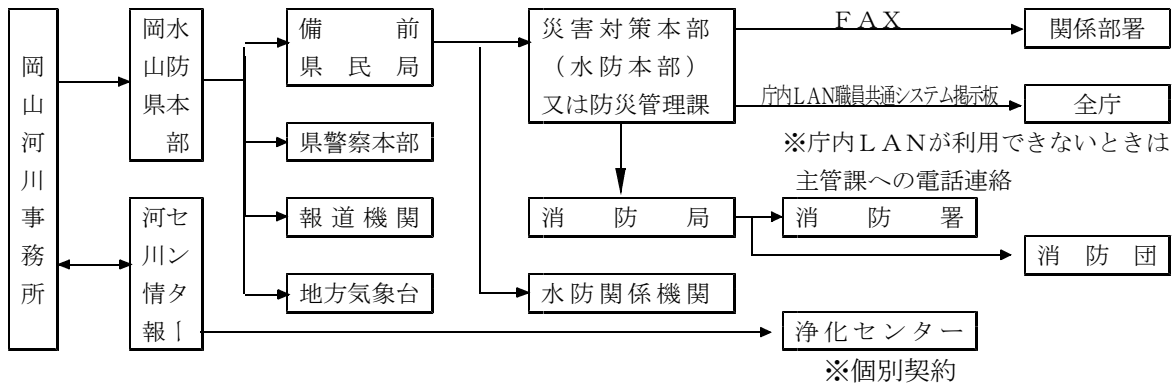 岡山河川事務所
岡山県
水防本部
備前
県民局
県警察本部
報道機関
地方気象台
河川情報
センター
災害対策本部
（水防本部）
又は防災管理課
消防局
水防関係機関
ＦＡＸ
関係部署
庁内ＬＡＮ職員共通システム掲示板
全庁
※庁内ＬＡＮが利用できないときは
主管課への電話連絡
消防署
消防団
浄化センター
※個別契約